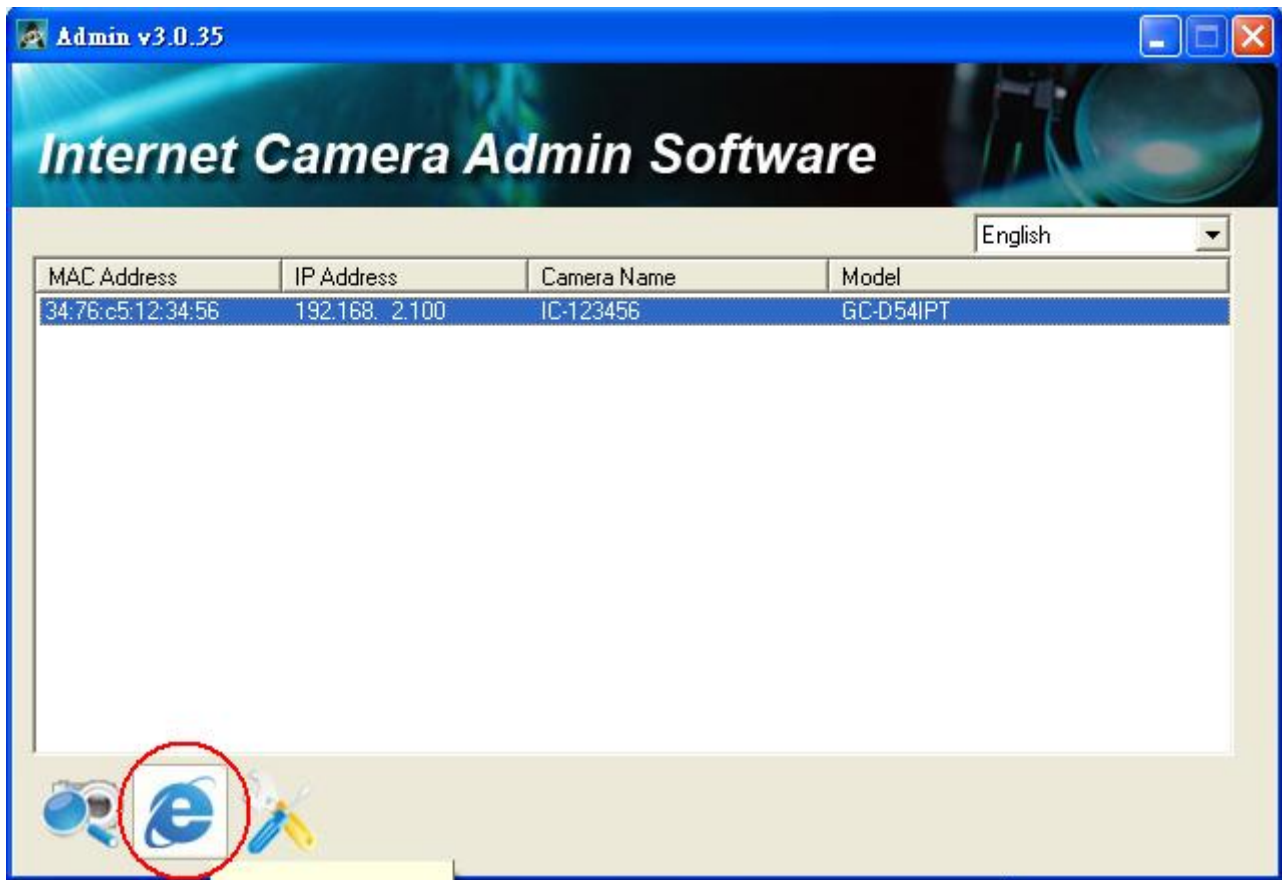 Admin v3.0.35
Internet Camera Admin Software
English
MAC Address IP Address Camera Name Model
34:76:c5:12:34:56 192.168. 2.100 IC-123456 GC-D54IPT